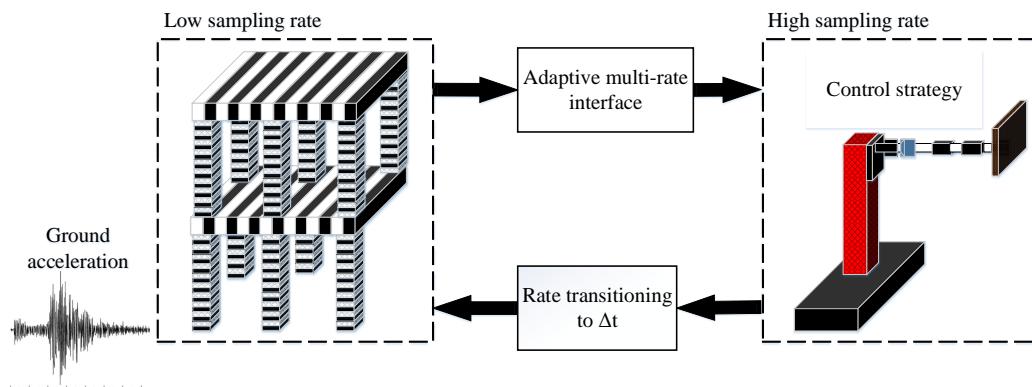 Low sampling rate
High sampling rate
Adaptive multi-rate
interface
Control strategy
Ground
acceleration
Rate transitioning
to Δt